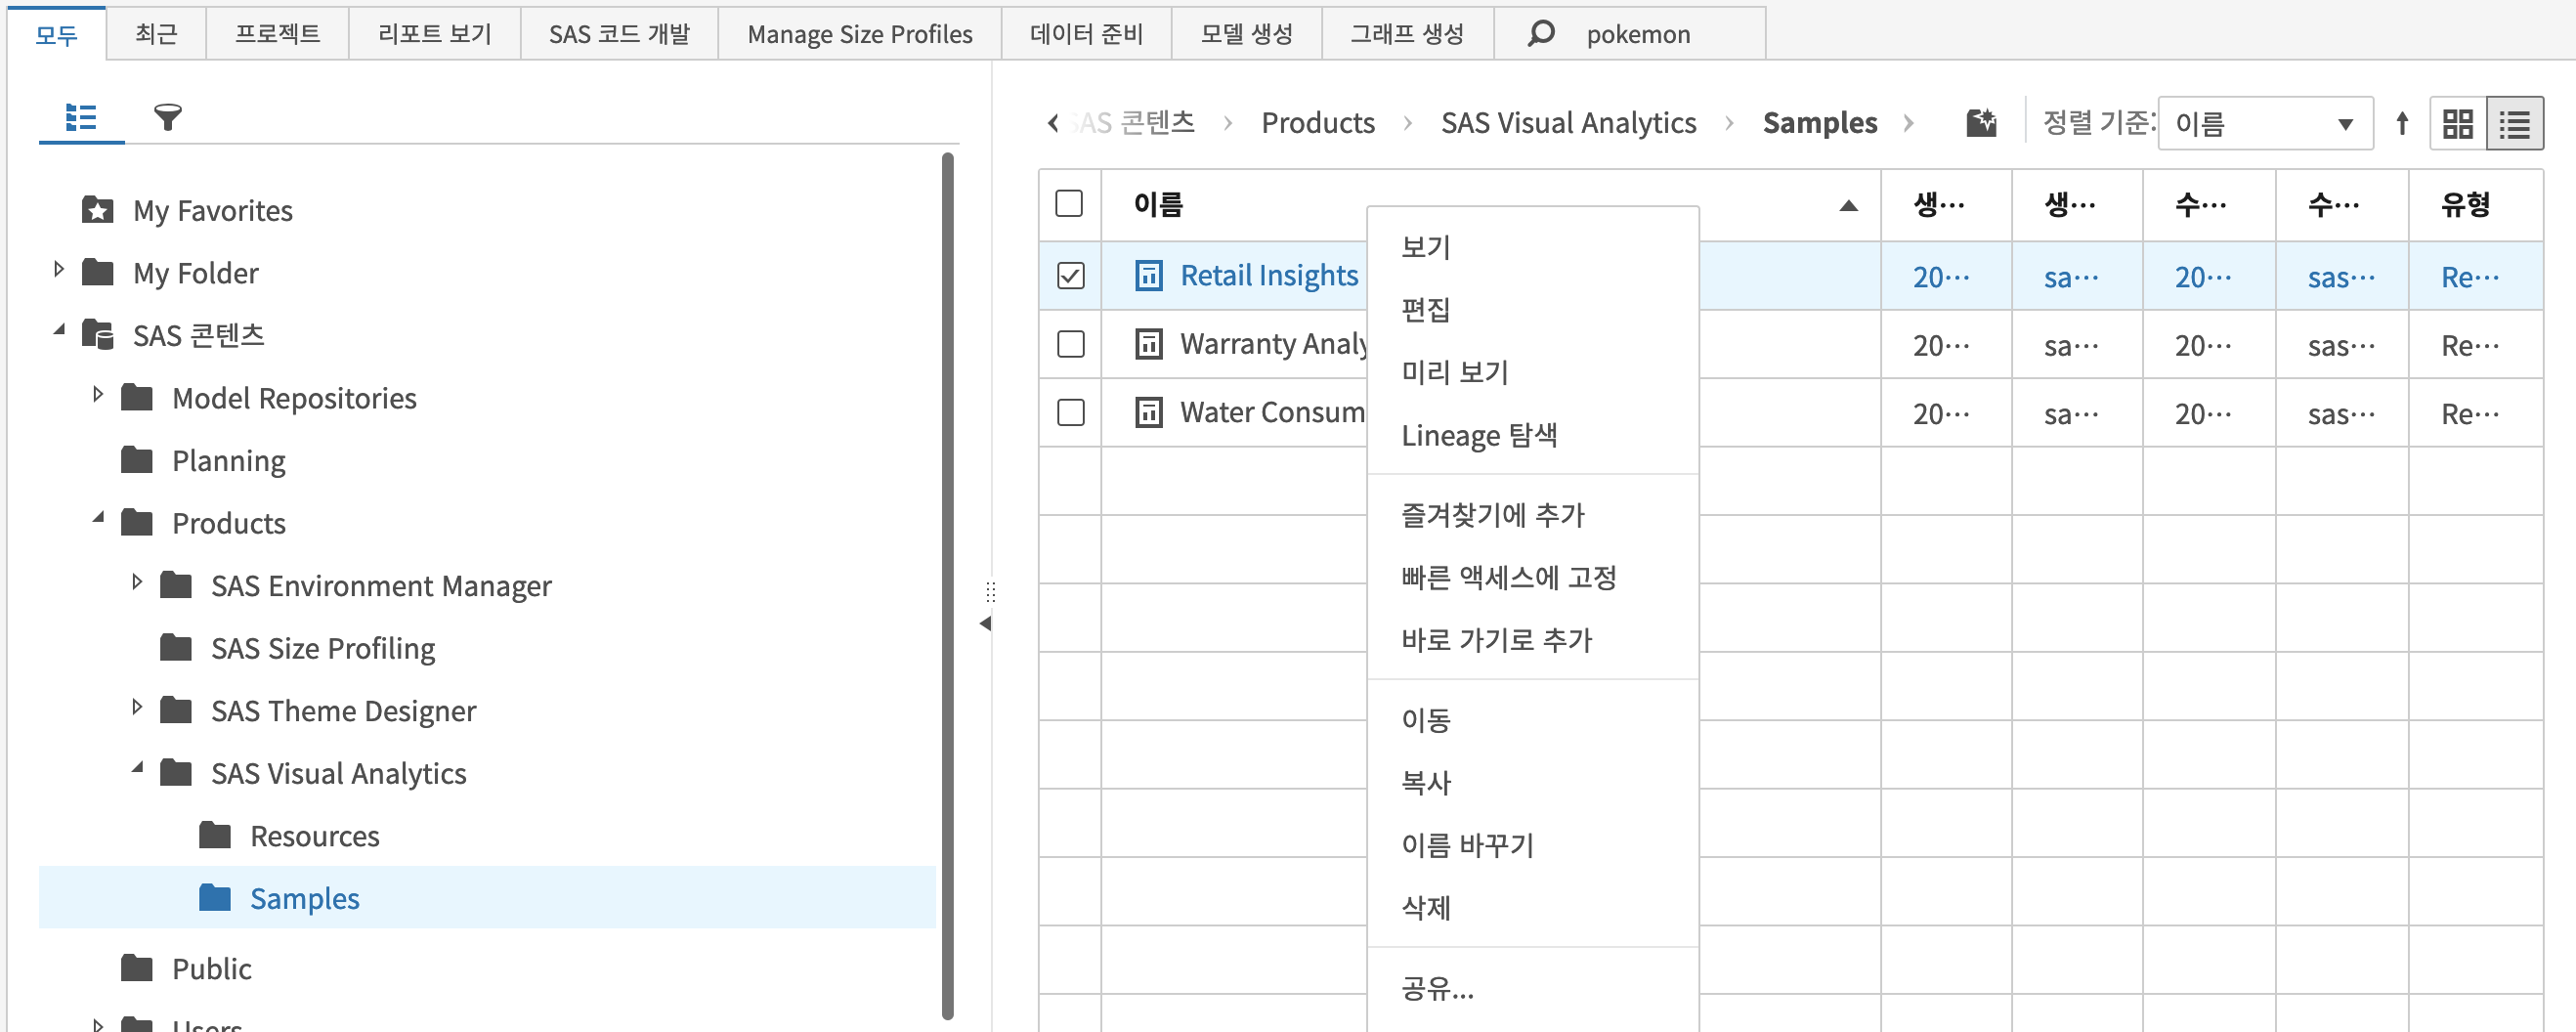 모두 최근 프로젝트 리포트 보기 SAS 코드 개발 Manage Size Profiles 데이터 준비 모델 생성 그래프 생성 pokemon
My Favorites
My Folder
SAS 콘텐츠
Model Repositories
Planning
Products
SAS Environment Manager
SAS Size Profiling
SAS Theme Designer
SAS Visual Analytics
Resources
Samples
Public
Users
SAS 콘텐츠 Products SAS Visual Analytics Samples 정렬 기준: 이름
이름 생… 생… 수… 수… 유형
Retail Insights 20… sa… 20… sas… Re…
Warranty Analy 20… sa… 20… sas… Re…
Water Consum 20… sa… 20… sas… Re…
보기
편집
미리 보기
Lineage 탐색
즐겨찾기에 추가
빠른 액세스에 고정
바로 가기로 추가
이동
복사
이름 바꾸기
삭제
공유...